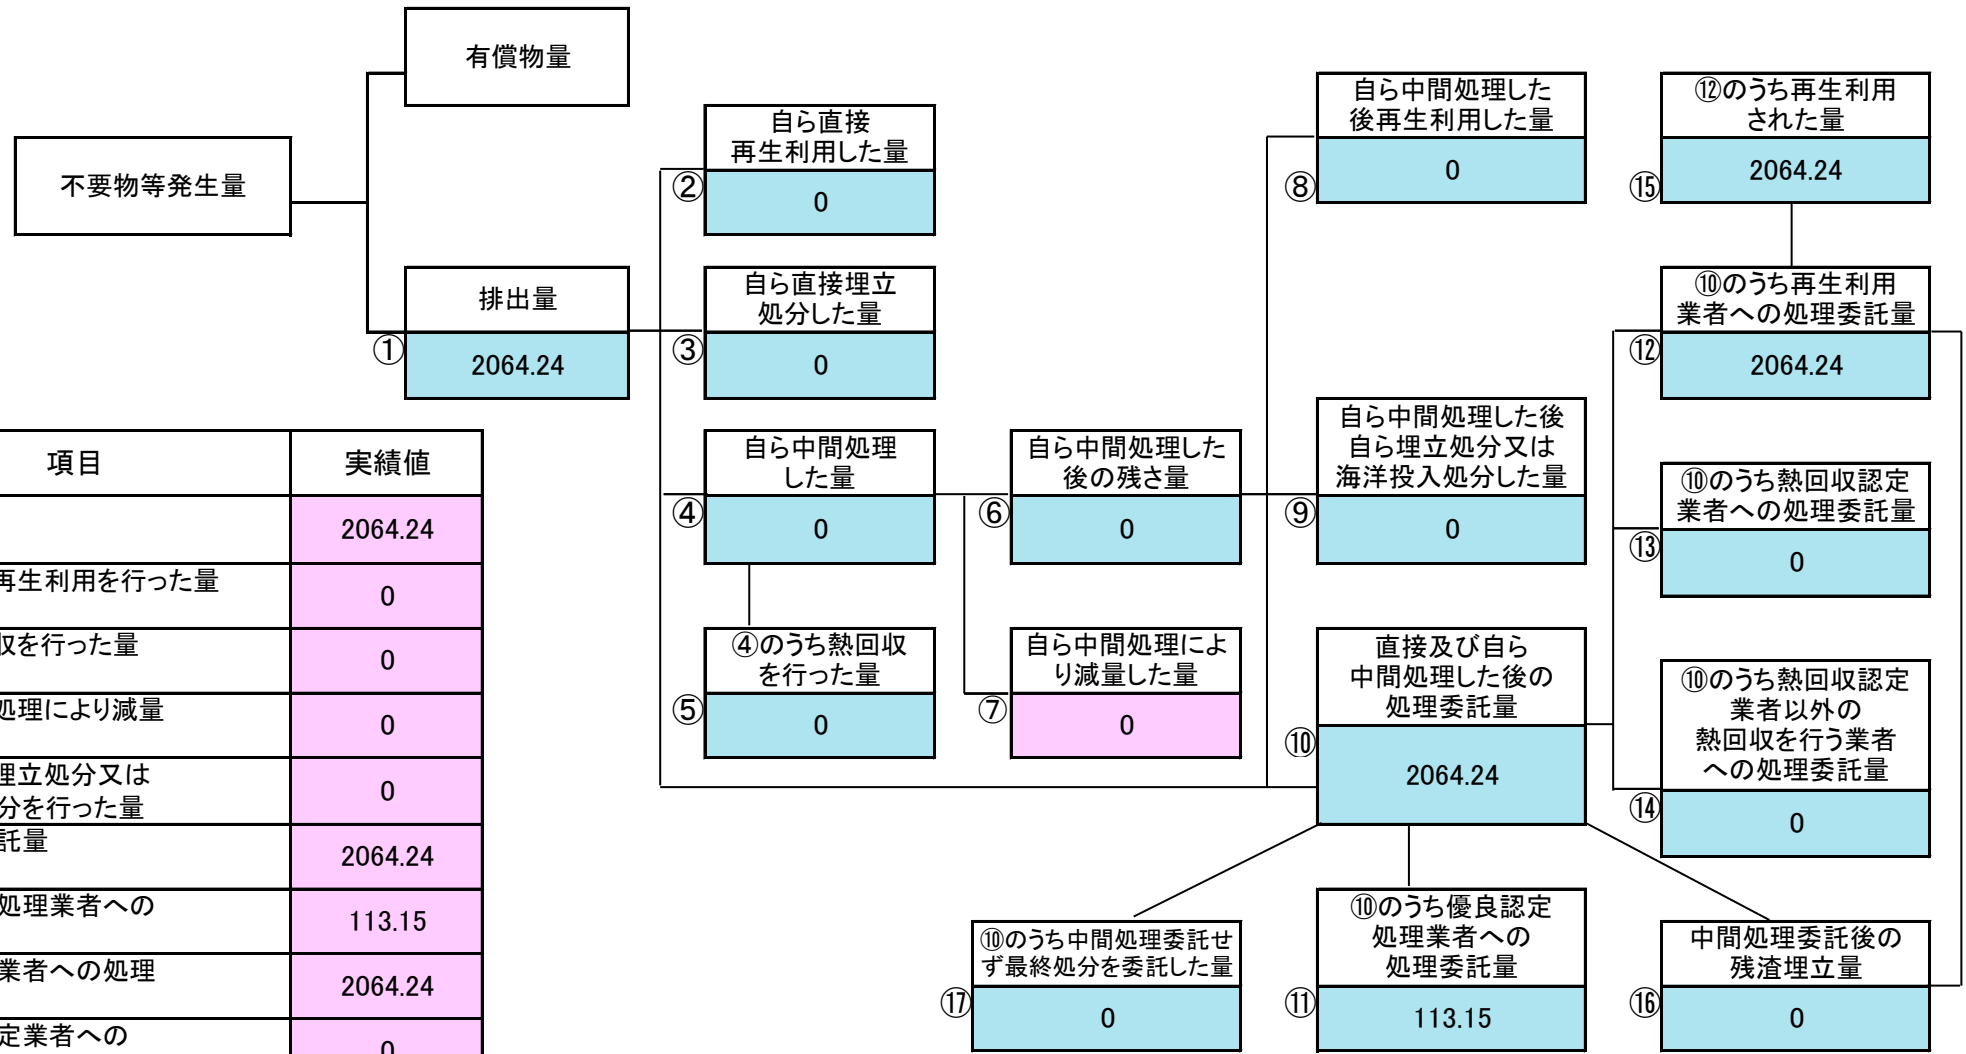 有償物量
不要物等発生量
排出量
①
2064.24
自ら直接
再生利用した量
②
0
自ら直接埋立
処分した量
③
0
自ら中間処理
した量
④
0
④のうち熱回収
を行った量
⑤
0
自ら中間処理した
後の残さ量
⑥
0
自ら中間処理によ
り減量した量
⑦
0
自ら中間処理した
後再生利用した量
⑧
0
自ら中間処理した後
自ら埋立処分又は
海洋投入処分した量
⑨
0
直接及び自ら
中間処理した後の
処理委託量
⑩
2064.24
⑫のうち再生利用
された量
⑮
2064.24
⑩のうち再生利用
業者への処理委託量
⑫
2064.24
⑩のうち熱回収認定
業者への処理委託量
⑬
0
⑩のうち熱回収認定
業者以外の
熱回収を行う業者
への処理委託量
⑭
0
⑩のうち中間処理委託せ
ず最終処分を委託した量
⑰
0
⑩のうち優良認定
処理業者への
処理委託量
⑪
113.15
中間処理委託後の
残渣埋立量
⑯
0
項目
実績値
2064.24
再生利用を行った量
0
収を行った量
0
処理により減量
0
埋立処分又は
分を行った量
0
託量
2064.24
処理業者への
113.15
業者への処理
2064.24
定業者への
0